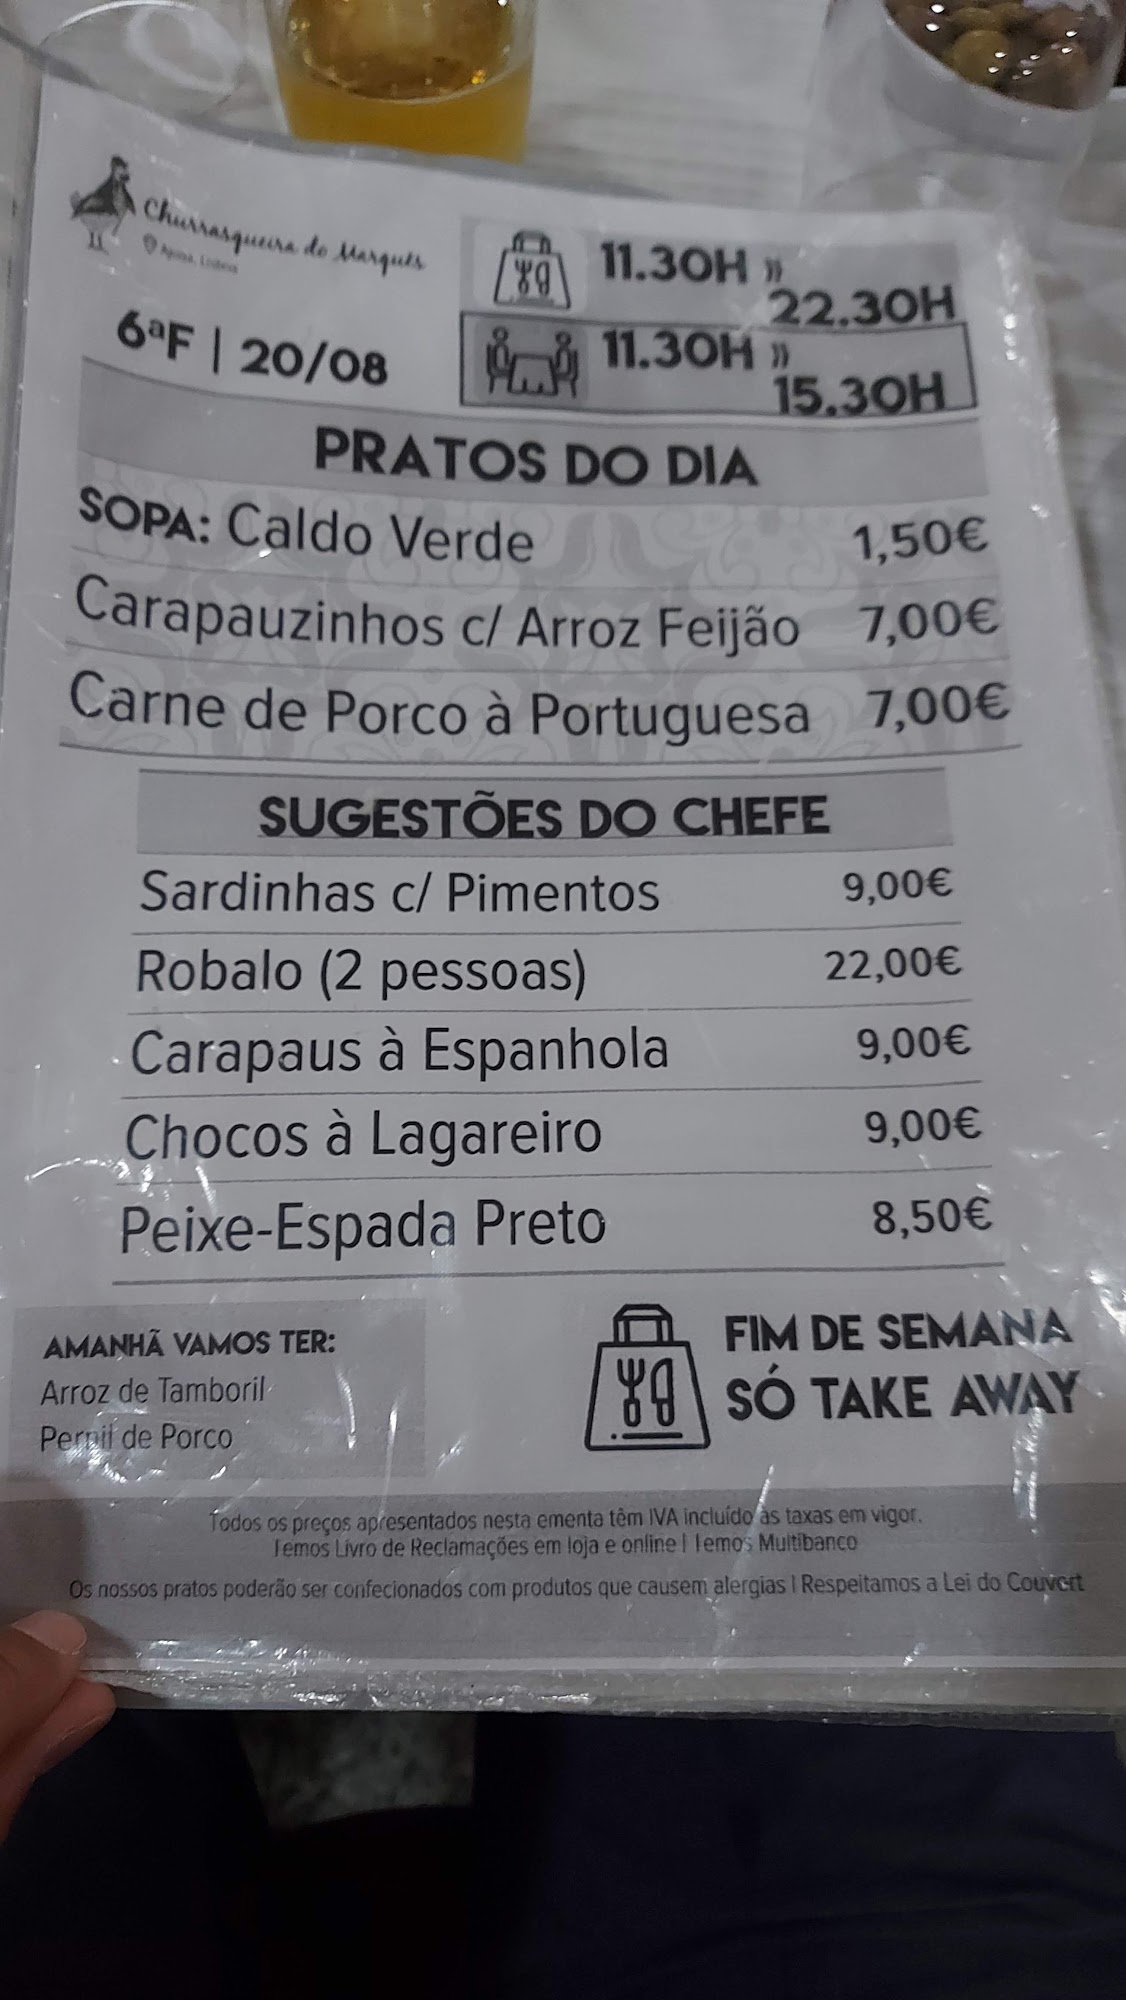 Churrasqueira do Marquês
Lisboa
6ªF | 20/08
11.30H »
22.30H
11.30H »
15.30H
PRATOS DO DIA
SOPA: Caldo Verde 1,50€
Carapauzinhos c/ Arroz Feijão 7,00€
Carne de Porco à Portuguesa 7,00€
SUGESTÕES DO CHEFE
Sardinhas c/ Pimentos 9,00€
Robalo (2 pessoas) 22,00€
Carapaus à Espanhola 9,00€
Chocos à Lagareiro 9,00€
Peixe-Espada Preto 8,50€
AMANHÃ VAMOS TER:
Arroz de Tamboril
Pernil de Porco
FIM DE SEMANA
SÓ TAKE AWAY
Todos os preços apresentados nesta ementa têm IVA incluído às taxas em vigor.
Temos Livro de Reclamações em loja e online | Temos Multibanco
Os nossos pratos poderão ser confecionados com produtos que causem alergias | Respeitamos a Lei do Couvert